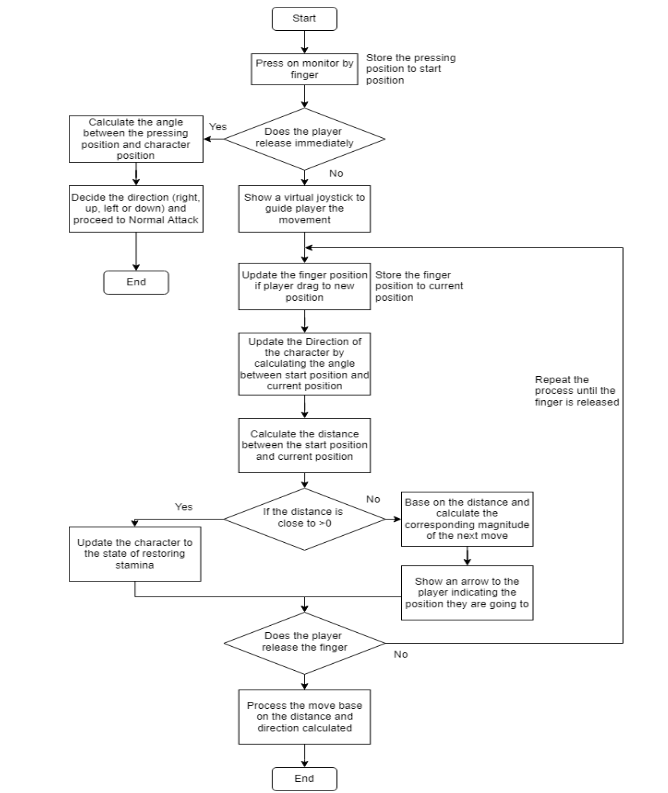 Start
Press on monitor by
finger
Store the pressing
position to start
position
Does the player
release immediately
Yes
Calculate the angle
between the pressing
position and character
position
Decide the direction (right,
up, left or down) and
proceed to Normal Attack
End
No
Show a virtual joystick to
guide player the
movement
Update the finger position
if player drag to new
position
Store the finger
position to current
position
Update the Direction of
the character by
calculating the angle
between start position and
current position
Repeat the
process until the
finger is released
Calculate the distance
between the start position
and current position
If the distance is
close to >0
Yes
No
Update the character to
the state of restoring
stamina
Base on the distance and
calculate the
corresponding magnitude
of the next move
Show an arrow to the
player indicating the
position they are going to
Does the player
release the finger
No
Process the move base
on the distance and
direction calculated
End